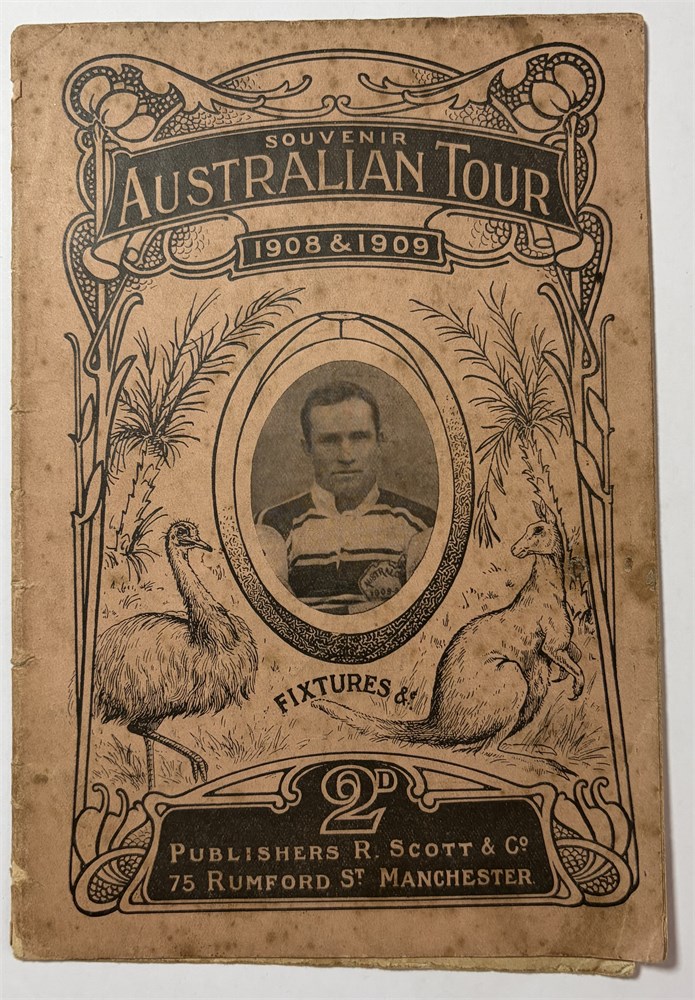 SOUVENIR
AUSTRALIAN TOUR
1908 & 1909
FIXTURES &c
2D
PUBLISHERS R. SCOTT & Co
75 RUMFORD ST MANCHESTER.